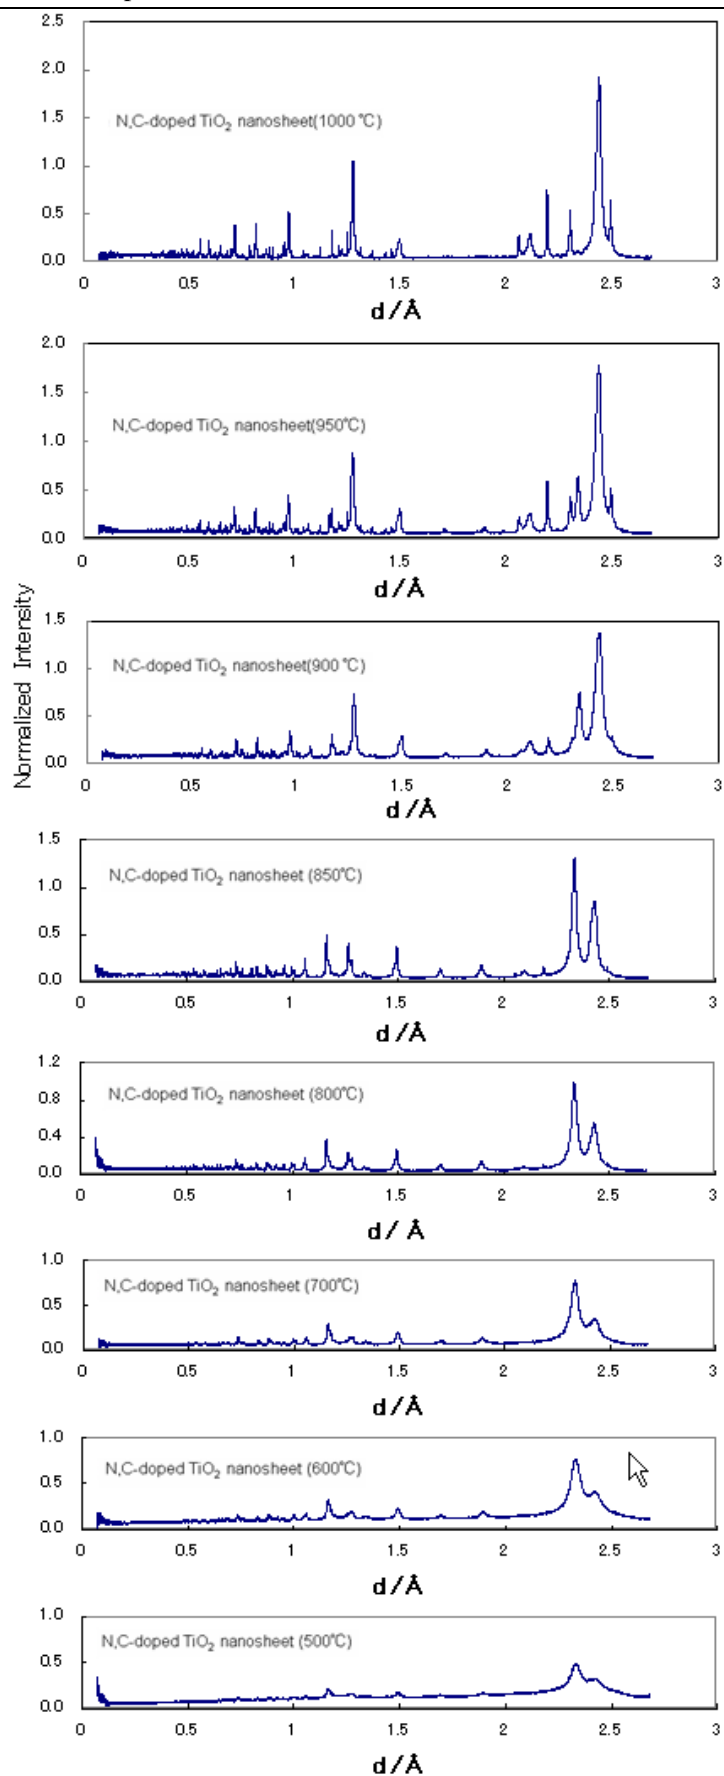 2.5
2.0
N,C-doped TiO2 nanosheet(1000 ℃)
1.5
1.0
0.5
0.0
0 0.5 1 1.5 2 2.5 3
d/Å
2.0
1.5
N,C-doped TiO2 nanosheet(950℃)
1.0
0.5
0.0
0 0.5 1 1.5 2 2.5 3
d/Å
Normalized Intensity
1.5
N,C-doped TiO2 nanosheet(900 ℃)
1.0
0.5
0.0
0 0.5 1 1.5 2 2.5 3
d/Å
1.5
N,C-doped TiO2 nanosheet (850℃)
1.0
0.5
0.0
0 0.5 1 1.5 2 2.5 3
d/Å
1.2
N,C-doped TiO2 nanosheet (800℃)
0.8
0.4
0.0
0 0.5 1 1.5 2 2.5 3
d/Å
1.0
N,C-doped TiO2 nanosheet (700℃)
0.5
0.0
0 0.5 1 1.5 2 2.5 3
d/Å
1.0
N,C-doped TiO2 nanosheet (600℃)
0.5
0.0
0 0.5 1 1.5 2 2.5 3
d/Å
1.0
N,C-doped TiO2 nanosheet (500℃)
0.5
0.0
0 0.5 1 1.5 2 2.5 3
d/Å